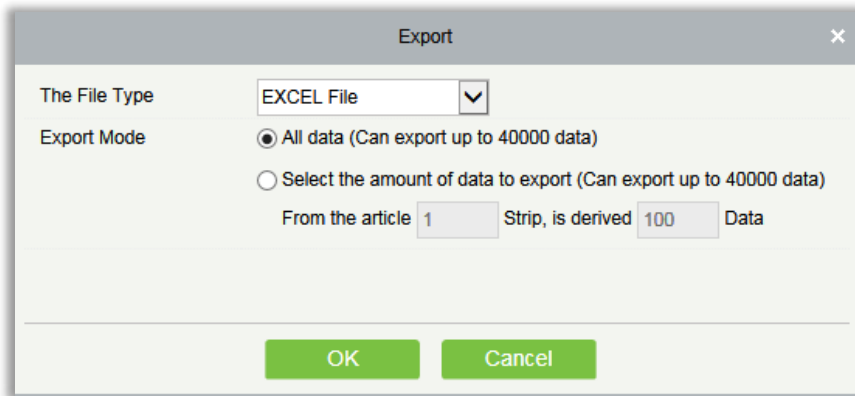 Export ×
The File Type EXCEL File
Export Mode All data (Can export up to 40000 data)
Select the amount of data to export (Can export up to 40000 data)
From the article 1 Strip, is derived 100 Data
OK Cancel